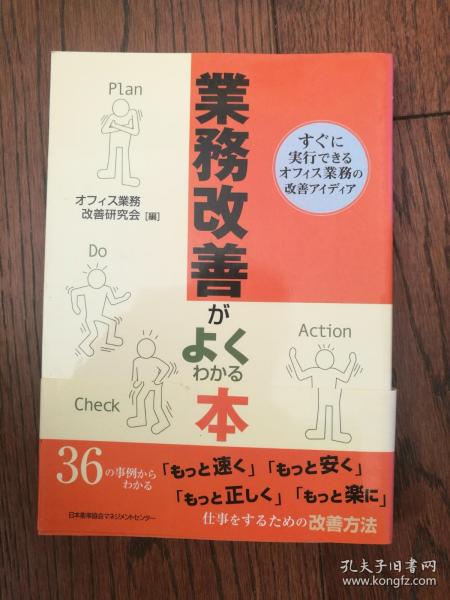 Plan
業務改善が
よく
わかる
本
すぐに
実行できる
オフィス業務の
改善アイディア
オフィス業務
改善研究会[編]
Do
Check
Action
36の事例から
わかる
「もっと速く」「もっと安く」
「もっと正しく」「もっと楽に」
仕事をするための改善方法
日本能率協会マネジメントセンター
孔夫子旧书网
www.kongfz.com